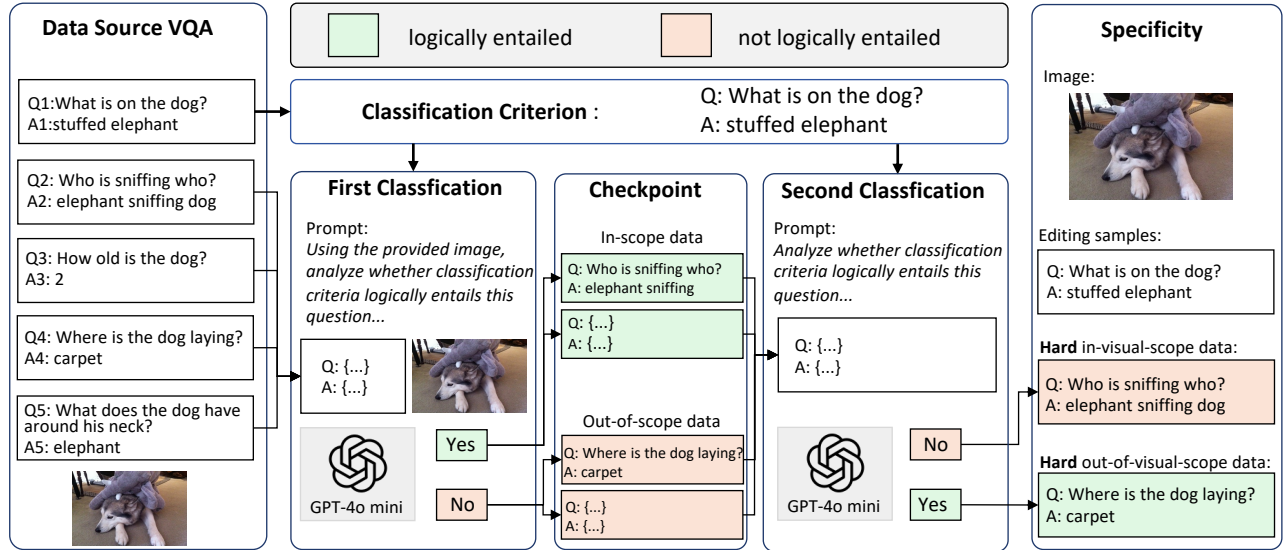 Data Source VQA
Q1:What is on the dog?
A1:stuffed elephant
Q2: Who is sniffing who?
A2: elephant sniffing dog
Q3: How old is the dog?
A3: 2
Q4: Where is the dog laying?
A4: carpet
Q5: What does the dog have
around his neck?
A5: elephant
logically entailed
not logically entailed
Classification Criterion :
Q: What is on the dog?
A: stuffed elephant
First Classfication
Prompt:
Using the provided image,
analyze whether classification
criteria logically entails this
question...
Q: {...}
A: {...}
GPT-4o mini
Yes
No
Checkpoint
In-scope data
Q: Who is sniffing who?
A: elephant sniffing
Q: {...}
A: {...}
Out-of-scope data
Q: Where is the dog laying?
A: carpet
Q: {...}
A: {...}
Second Classfication
Prompt:
Analyze whether classification
criteria logically entails this
question...
Q: {...}
A: {...}
GPT-4o mini
No
Yes
Specificity
Image:
Editing samples:
Q: What is on the dog?
A: stuffed elephant
Hard in-visual-scope data:
Q: Who is sniffing who?
A: elephant sniffing dog
Hard out-of-visual-scope data:
Q: Where is the dog laying?
A: carpet